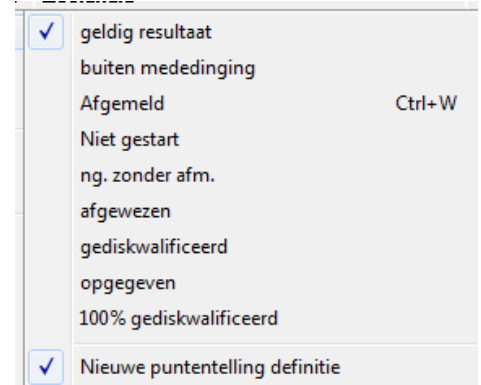 geldig resultaat
buiten mededinging
Afgemeld Ctrl+W
Niet gestart
ng. zonder afm.
afgewezen
gediskwalificeerd
opgegeven
100% gediskwalificeerd
Nieuwe puntentelling definitie